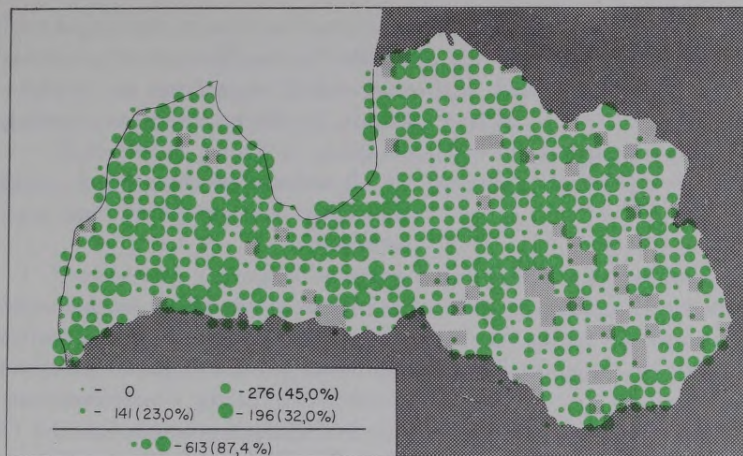 - 0 - 276 (45,0%)
- 141 (23,0%) - 196 (32,0%)
- 613 (87,4%)